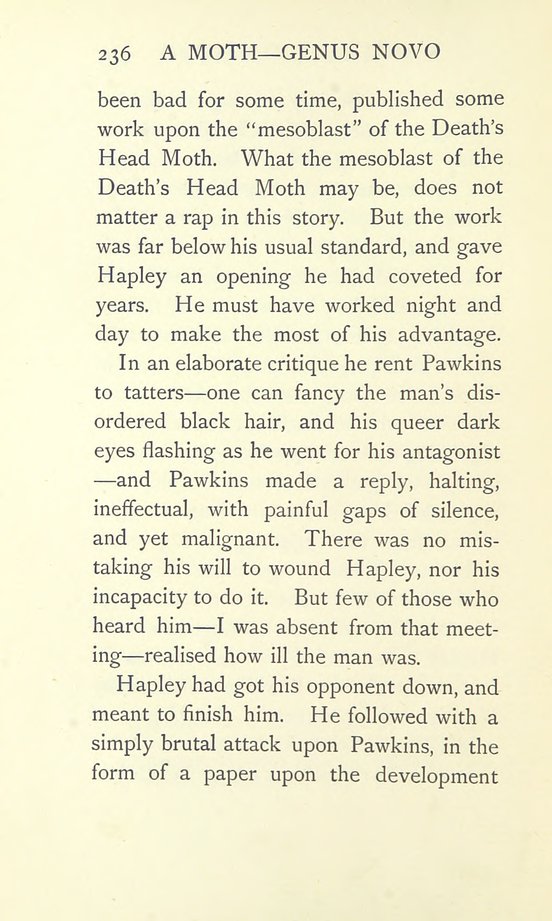 236 A MOTH—GENUS NOVO
been bad for some time, published some
work upon the “mesoblast” of the Death’s
Head Moth. What the mesoblast of the
Death’s Head Moth may be, does not
matter a rap in this story. But the work
was far below his usual standard, and gave
Hapley an opening he had coveted for
years. He must have worked night and
day to make the most of his advantage.
In an elaborate critique he rent Pawkins
to tatters—one can fancy the man’s dis-
ordered black hair, and his queer dark
eyes flashing as he went for his antagonist
—and Pawkins made a reply, halting,
ineffectual, with painful gaps of silence,
and yet malignant. There was no mis-
taking his will to wound Hapley, nor his
incapacity to do it. But few of those who
heard him—I was absent from that meet-
ing—realised how ill the man was.
Hapley had got his opponent down, and
meant to finish him. He followed with a
simply brutal attack upon Pawkins, in the
form of a paper upon the development